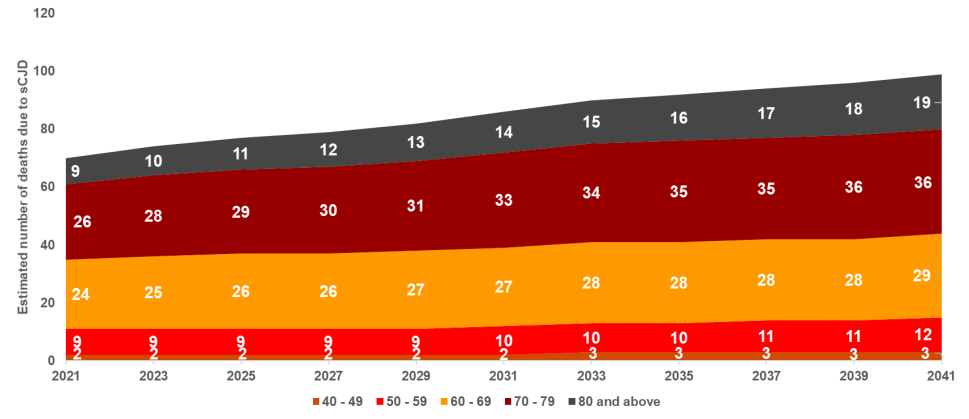 120
100
80
60
40
20
0
Estimated number of deaths due to sCJD
9 10 11 12 13 14 15 16 17 18 19
26 28 29 30 31 33 34 35 35 36 36
24 25 26 26 27 27 28 28 28 28 29
9 9 9 9 9 10 10 10 11 11 12
2 2 2 2 2 2 3 3 3 3 3
2021 2023 2025 2027 2029 2031 2033 2035 2037 2039 2041
40 - 49 50 - 59 60 - 69 70 - 79 80 and above